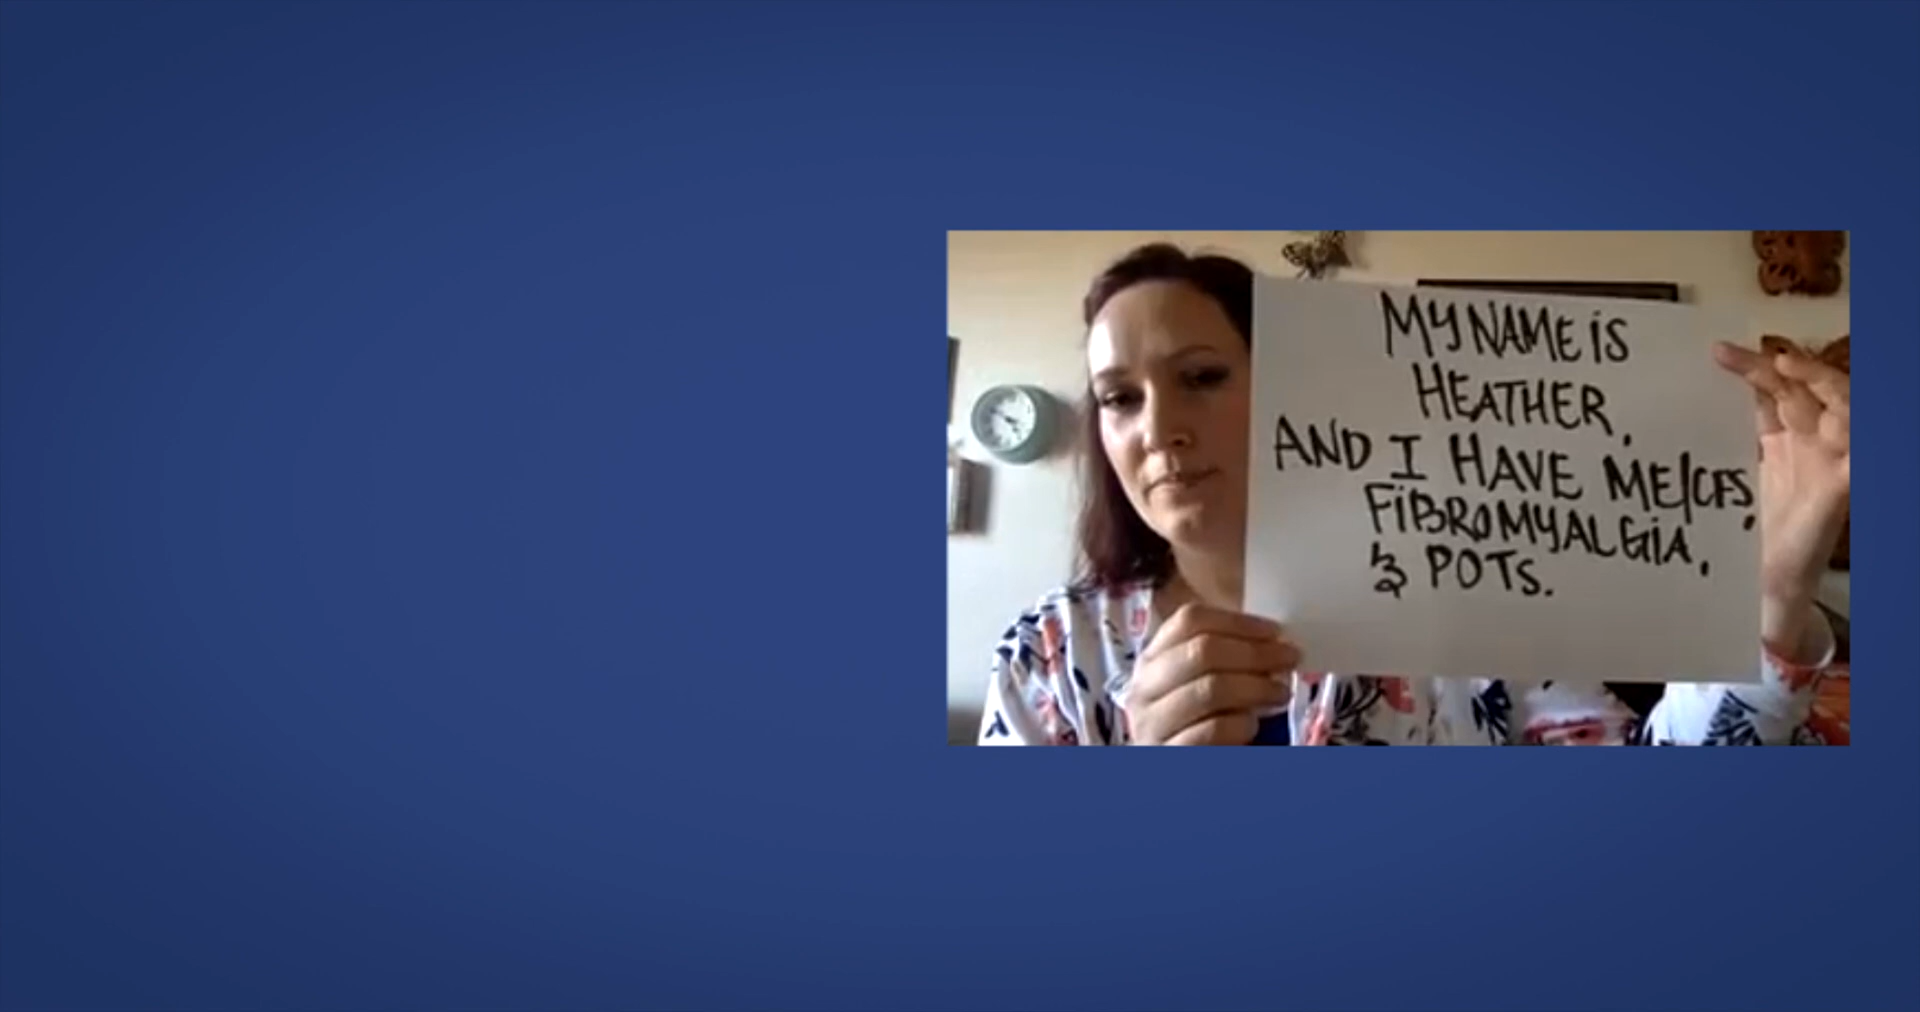 MY NAME iS
HEATHER,
AND I HAVE ME/CFS,
FiBROMYALGiA,
& POTS.